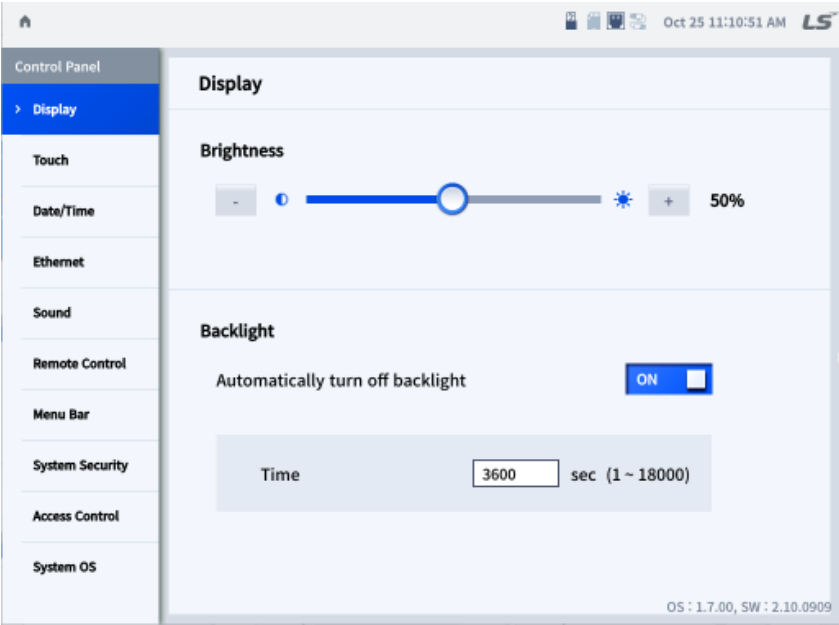 Oct 25 11:10:51 AM LS
Control Panel
Display
Touch
Date/Time
Ethernet
Sound
Remote Control
Menu Bar
System Security
Access Control
System OS
Display
Brightness
- + 50%
Backlight
Automatically turn off backlight ON
Time 3600 sec (1 ~ 18000)
OS : 1.7.00, SW : 2.10.0909